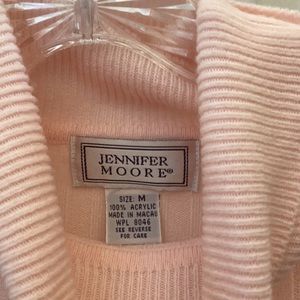 JENNIFER
MOORE®
SIZE: M
100% ACRYLIC
MADE IN MACAU
WPL 8046
SEE REVERSE
FOR CARE